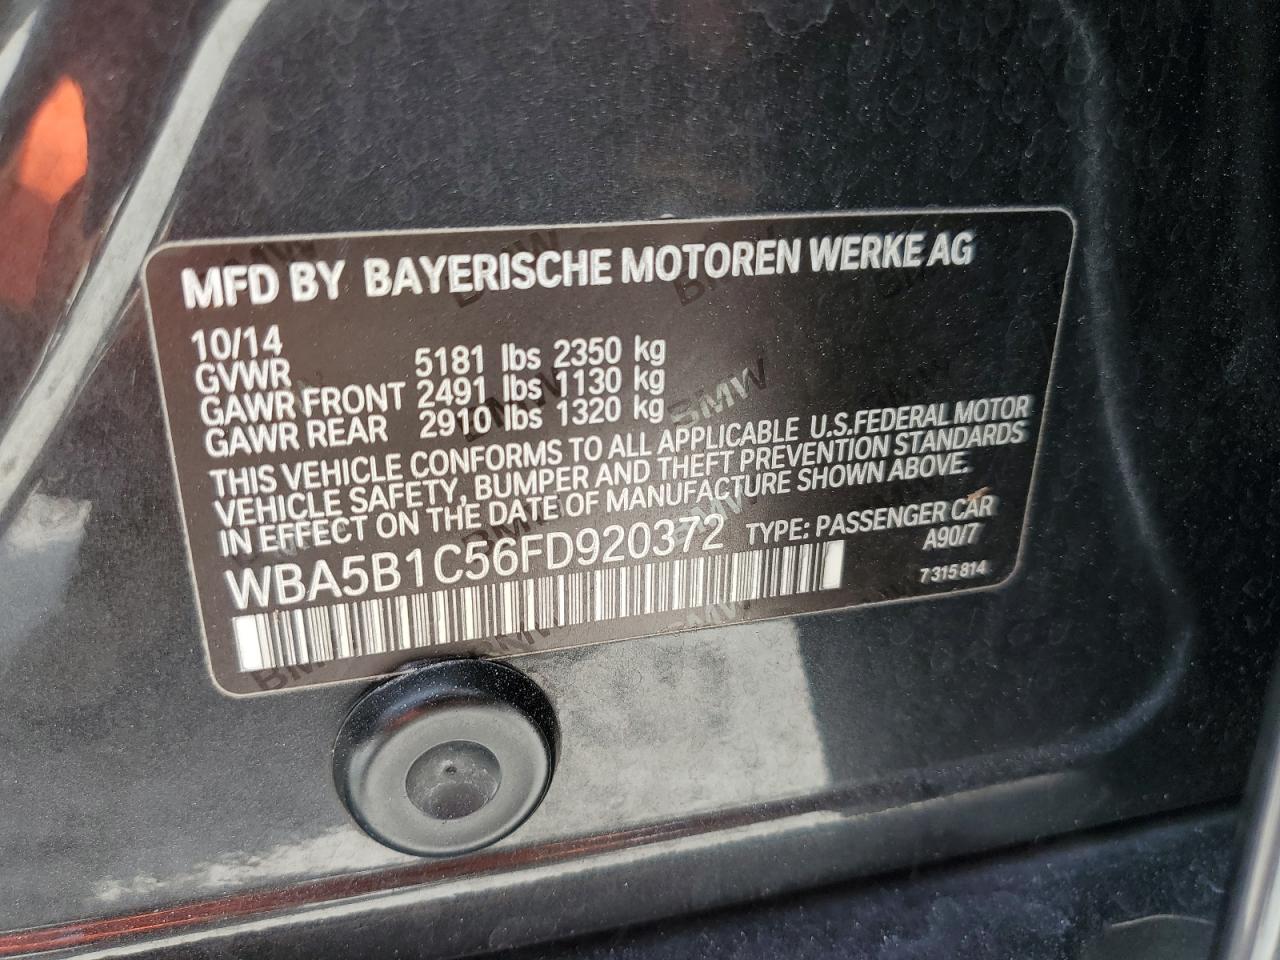 MFD BY BAYERISCHE MOTOREN WERKE AG
10/14
GVWR 5181 lbs 2350 kg
GAWR FRONT 2491 lbs 1130 kg
GAWR REAR 2910 lbs 1320 kg
THIS VEHICLE CONFORMS TO ALL APPLICABLE U.S.FEDERAL MOTOR
VEHICLE SAFETY, BUMPER AND THEFT PREVENTION STANDARDS
IN EFFECT ON THE DATE OF MANUFACTURE SHOWN ABOVE.
WBA5B1C56FD920372 TYPE: PASSENGER CAR
A90/7
7 315 814